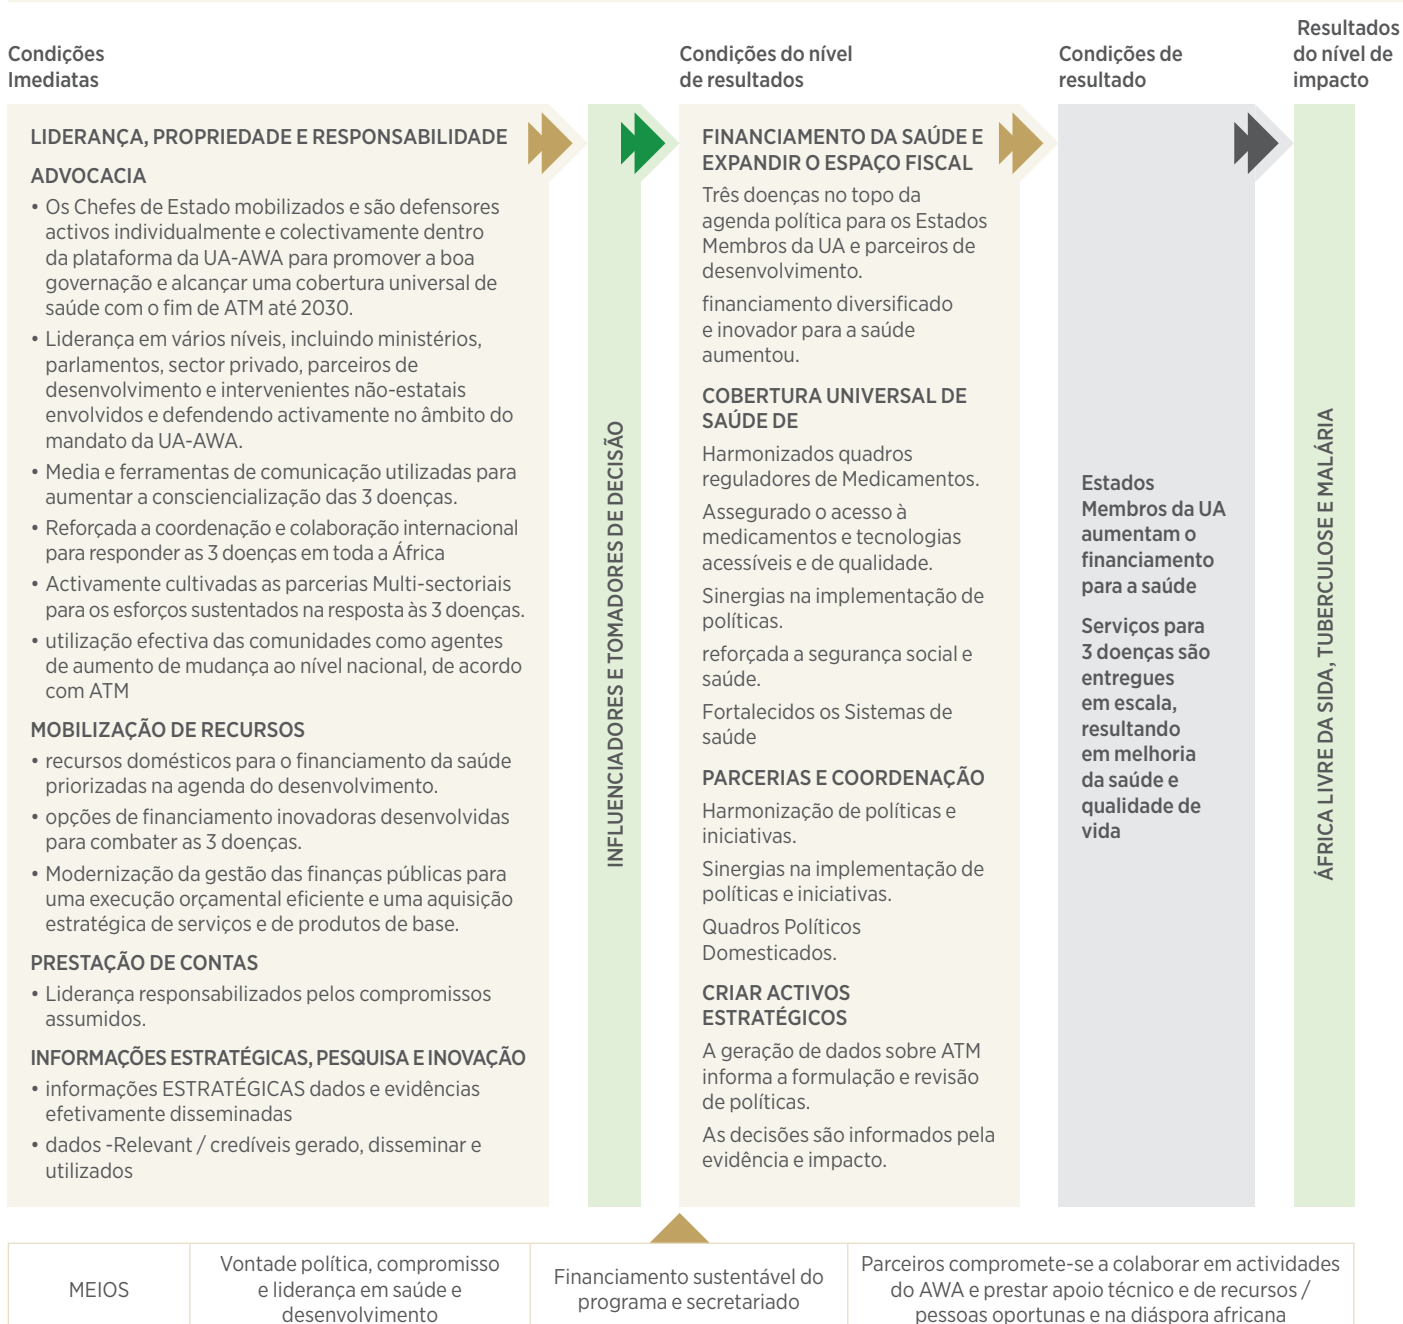 Condições
Imediatas
LIDERANÇA, PROPRIEDADE E RESPONSABILIDADE
ADVOCACIA
• Os Chefes de Estado mobilizados e são defensores
activos individualmente e colectivamente dentro
da plataforma da UA-AWA para promover a boa
governação e alcançar uma cobertura universal de
saúde com o fim de ATM até 2030.
• Liderança em vários níveis, incluindo ministérios,
parlamentos, sector privado, parceiros de
desenvolvimento e intervenientes não-estatais
envolvidos e defendendo activamente no âmbito do
mandato da UA-AWA.
• Media e ferramentas de comunicação utilizadas para
aumentar a consciencialização das 3 doenças.
• Reforçada a coordenação e colaboração internacional
para responder as 3 doenças em toda a África
• Activamente cultivadas as parcerias Multi-sectoriais
para os esforços sustentados na resposta às 3 doenças.
• utilização efectiva das comunidades como agentes
de aumento de mudança ao nível nacional, de acordo
com ATM
MOBILIZAÇÃO DE RECURSOS
• recursos domésticos para o financiamento da saúde
priorizadas na agenda do desenvolvimento.
• opções de financiamento inovadoras desenvolvidas
para combater as 3 doenças.
• Modernização da gestão das finanças públicas para
uma execução orçamental eficiente e uma aquisição
estratégica de serviços e de produtos de base.
PRESTAÇÃO DE CONTAS
• Liderança responsabilizados pelos compromissos
assumidos.
INFORMAÇÕES ESTRATÉGICAS, PESQUISA E INOVAÇÃO
• informações ESTRATÉGICAS dados e evidências
efetivamente disseminadas
• dados -Relevant / credíveis gerado, disseminar e
utilizados
INFLUENCIADORES E TOMADORES DE DECISÃO
Condições do nível
de resultados
FINANCIAMENTO DA SAÚDE E
EXPANDIR O ESPAÇO FISCAL
Três doenças no topo da
agenda política para os Estados
Membros da UA e parceiros de
desenvolvimento.
financiamento diversificado
e inovador para a saúde
aumentou.
COBERTURA UNIVERSAL DE
SAÚDE DE
Harmonizados quadros
reguladores de Medicamentos.
Assegurado o acesso à
medicamentos e tecnologias
acessíveis e de qualidade.
Sinergias na implementação de
políticas.
reforçada a segurança social e
saúde.
Fortalecidos os Sistemas de
saúde
PARCERIAS E COORDENAÇÃO
Harmonização de políticas e
iniciativas.
Sinergias na implementação de
políticas e iniciativas.
Quadros Políticos
Domesticados.
CRIAR ACTIVOS
ESTRATÉGICOS
A geração de dados sobre ATM
informa a formulação e revisão
de políticas.
As decisões são informados pela
evidência e impacto.
Condições de
resultado
Estados
Membros da UA
aumentam o
financiamento
para a saúde
Serviços para
3 doenças são
entregues
em escala,
resultando
em melhoria
da saúde e
qualidade de
vida
Resultados
do nível de
impacto
ÁFRICA LIVRE DA SIDA, TUBERCULOSE E MALÁRIA
MEIOS
Vontade política, compromisso
e liderança em saúde e
desenvolvimento
Financiamento sustentável do
programa e secretariado
Parceiros compromete-se a colaborar em actividades
do AWA e prestar apoio técnico e de recursos /
pessoas oportunas e na diáspora africana